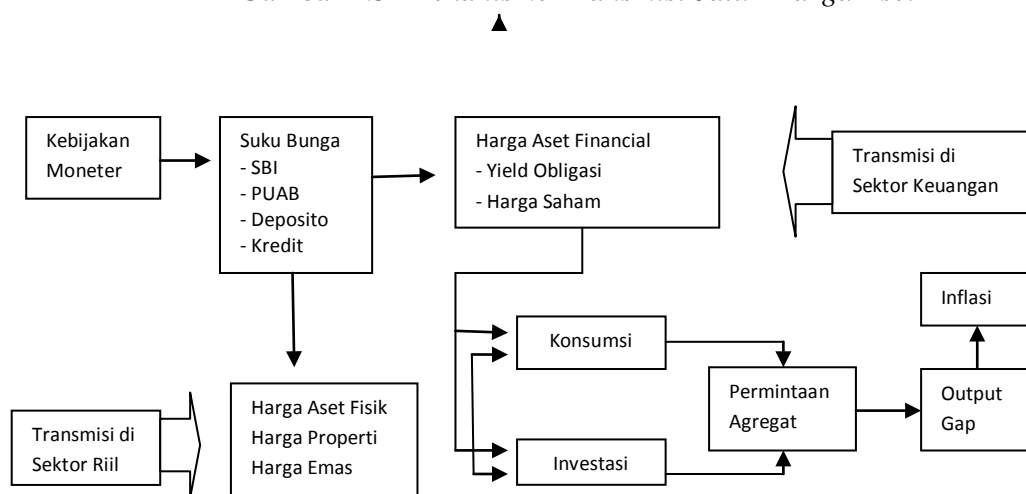 Kebijakan
Moneter
Suku Bunga
- SBI
- PUAB
- Deposito
- Kredit
Harga Aset Financial
- Yield Obligasi
- Harga Saham
Transmisi di
Sektor Keuangan
Inflasi
Konsumsi
Permintaan
Agregat
Output
Gap
Harga Aset Fisik
Harga Properti
Harga Emas
Transmisi di
Sektor Riil
Investasi